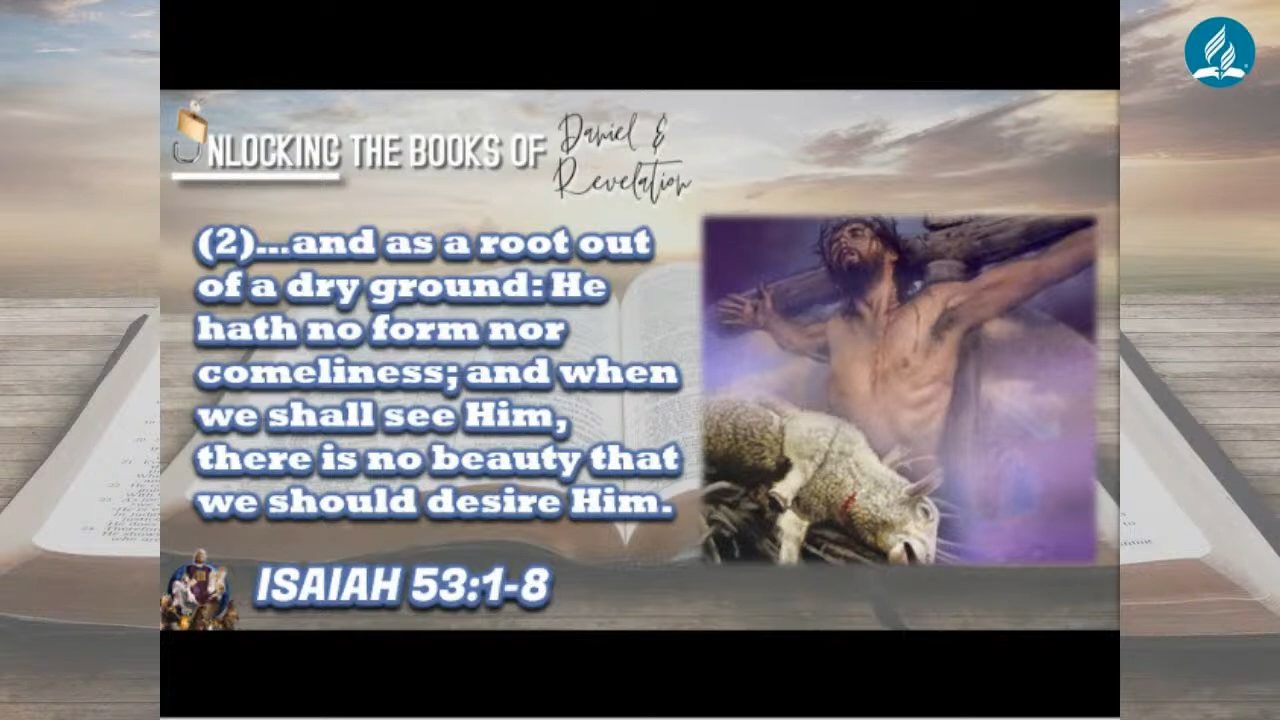 UNLOCKING THE BOOKS OF Daniel &
Revelation
(2)...and as a root out
of a dry ground: He
hath no form nor
comeliness; and when
we shall see Him,
there is no beauty that
we should desire Him.
ISAIAH 53:1-8